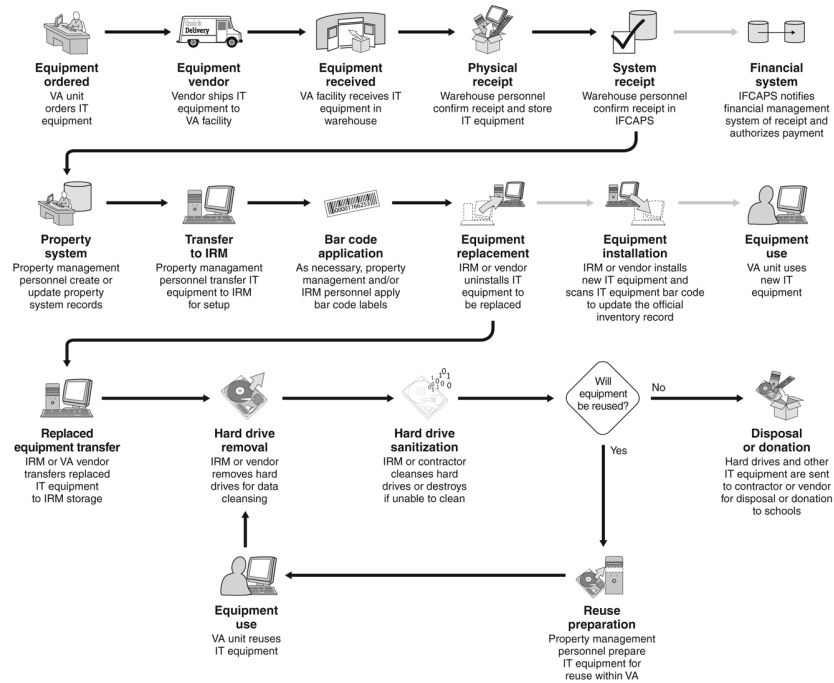 Quick
Delivery
Equipment
ordered
VA unit
orders IT
equipment
Equipment
vendor
Vendor ships IT
equipment to
VA facility
Equipment
received
VA facility receives IT
equipment in
warehouse
Physical
receipt
Warehouse personnel
confirm receipt and store
IT equipment
System
receipt
Warehouse personnel
confirm receipt in
IFCAPS
Financial
system
IFCAPS notifies
financial management
system of receipt and
authorizes payment
Property
system
Property management
personnel create or
update property
system records
Transfer
to IRM
Property managament
personnel transfer IT
equipment to IRM
for setup
Bar code
application
As necessary, property
management and/or
IRM personnel apply
bar code labels
Equipment
replacement
IRM or vendor
uninstalls IT
equipment to
be replaced
Equipment
installation
IRM or vendor installs
new IT equipment and
scans IT equipment bar code
to update the official
inventory record
Equipment
use
VA unit uses
new IT
equipment
Replaced
equipment transfer
IRM or VA vendor
transfers replaced
IT equipment
to IRM storage
Hard drive
removal
IRM or vendor
removes hard
drives for data
cleansing
Hard drive
sanitization
IRM or contractor
cleanses hard
drives or destroys
if unable to clean
Will
equipment
be reused?
No
Yes
Disposal
or donation
Hard drives and other
IT equipment are sent
to contractor or vendor
for disposal or donation
to schools
Equipment
use
VA unit reuses
IT equipment
Reuse
preparation
Property management
personnel prepare
IT equipment for
reuse within VA